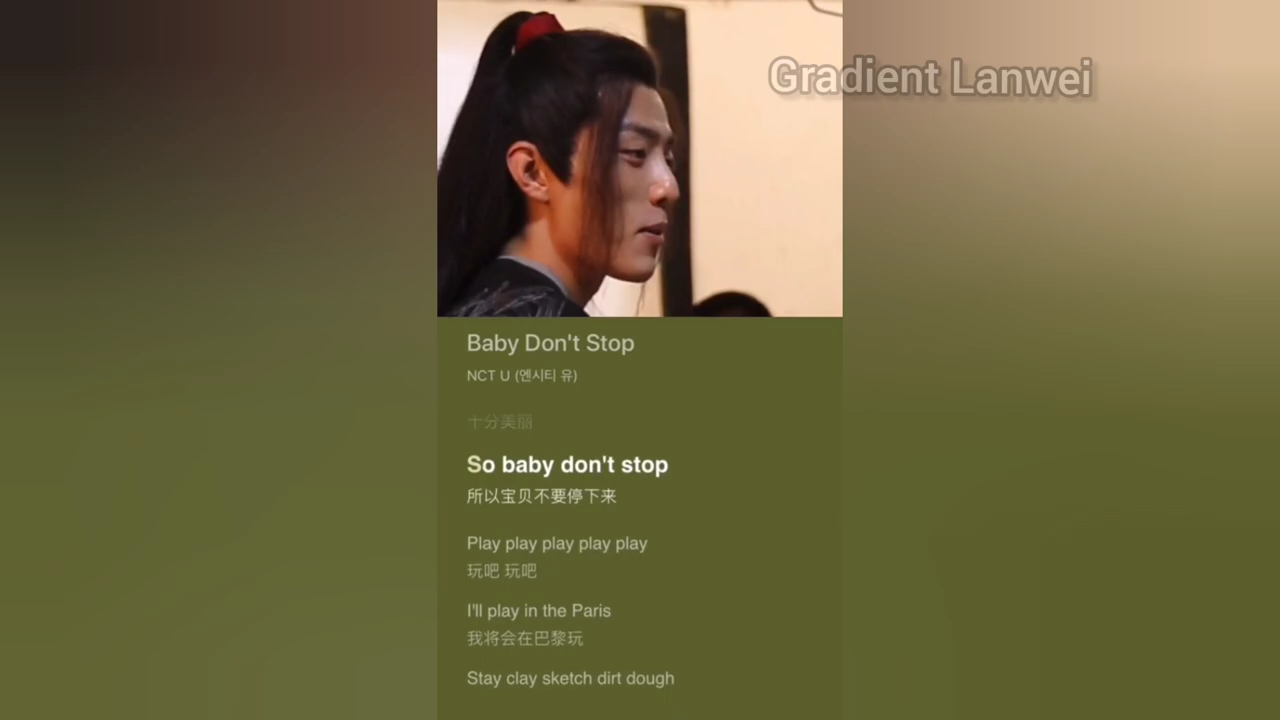 Gradient Lanwei
Baby Don't Stop
NCT U (엔시티 유)
十分美丽
So baby don't stop
所以宝贝不要停下来
Play play play play play
玩吧 玩吧
I'll play in the Paris
我将会在巴黎玩
Stay clay sketch dirt dough